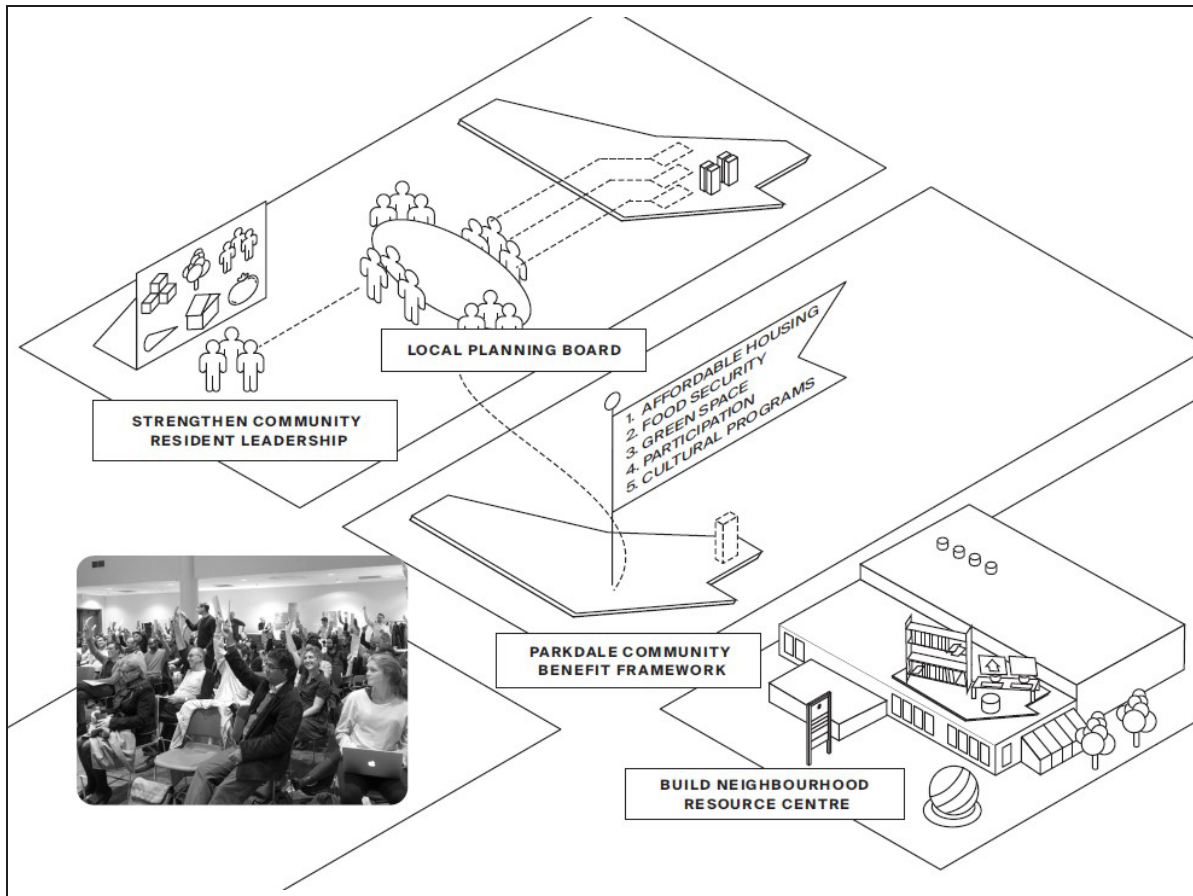 LOCAL PLANNING BOARD
STRENGTHEN COMMUNITY
RESIDENT LEADERSHIP
1. AFFORDABLE HOUSING
2. FOOD SECURITY
3. GREEN SPACE
4. PARTICIPATION
5. CULTURAL PROGRAMS
PARKDALE COMMUNITY
BENEFIT FRAMEWORK
BUILD NEIGHBOURHOOD
RESOURCE CENTRE